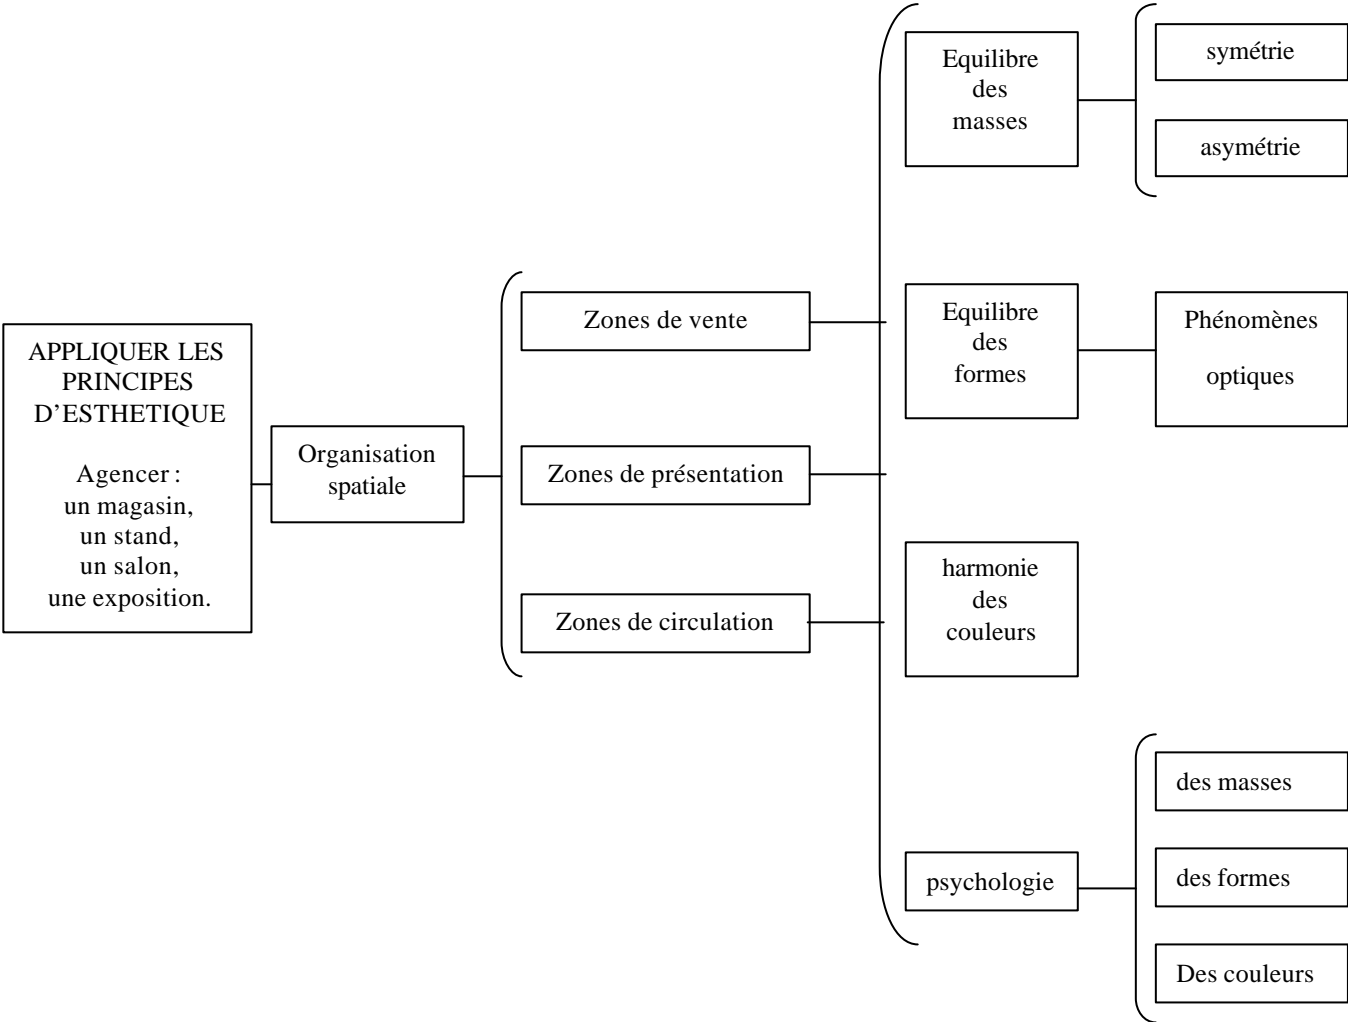 APPLIQUER LES
PRINCIPES
D’ESTHETIQUE
Agencer :
un magasin,
un stand,
un salon,
une exposition.
Organisation
spatiale
Zones de vente
Zones de présentation
Zones de circulation
Equilibre
des
masses
symétrie
asymétrie
Equilibre
des
formes
Phénomènes
optiques
harmonie
des
couleurs
psychologie
des masses
des formes
Des couleurs